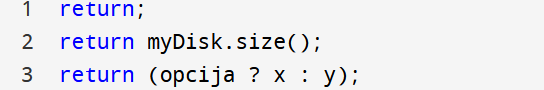 1 return;
2 return myDisk.size();
3 return (opcija ? x : y);